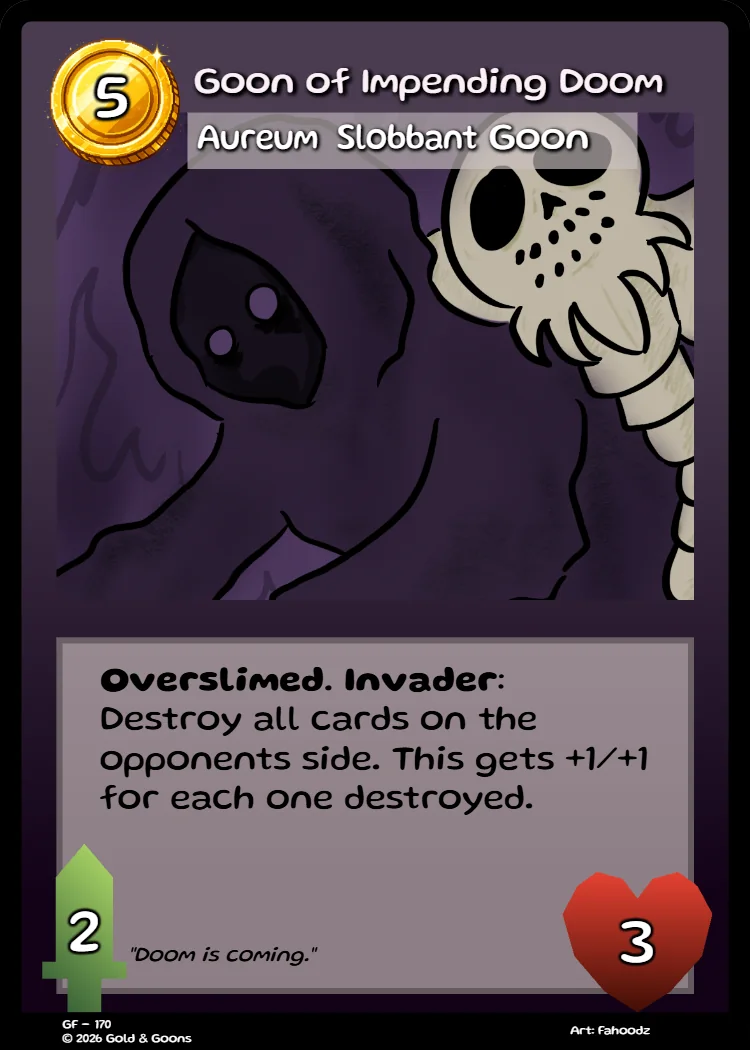 5
Goon of Impending Doom
Aureum Slobbant Goon
Overslimed. Invader:
Destroy all cards on the
opponents side. This gets +1/+1
for each one destroyed.
2
"Doom is coming."
3
GF - 170
© 2026 Gold & Goons
Art: Fahoodz